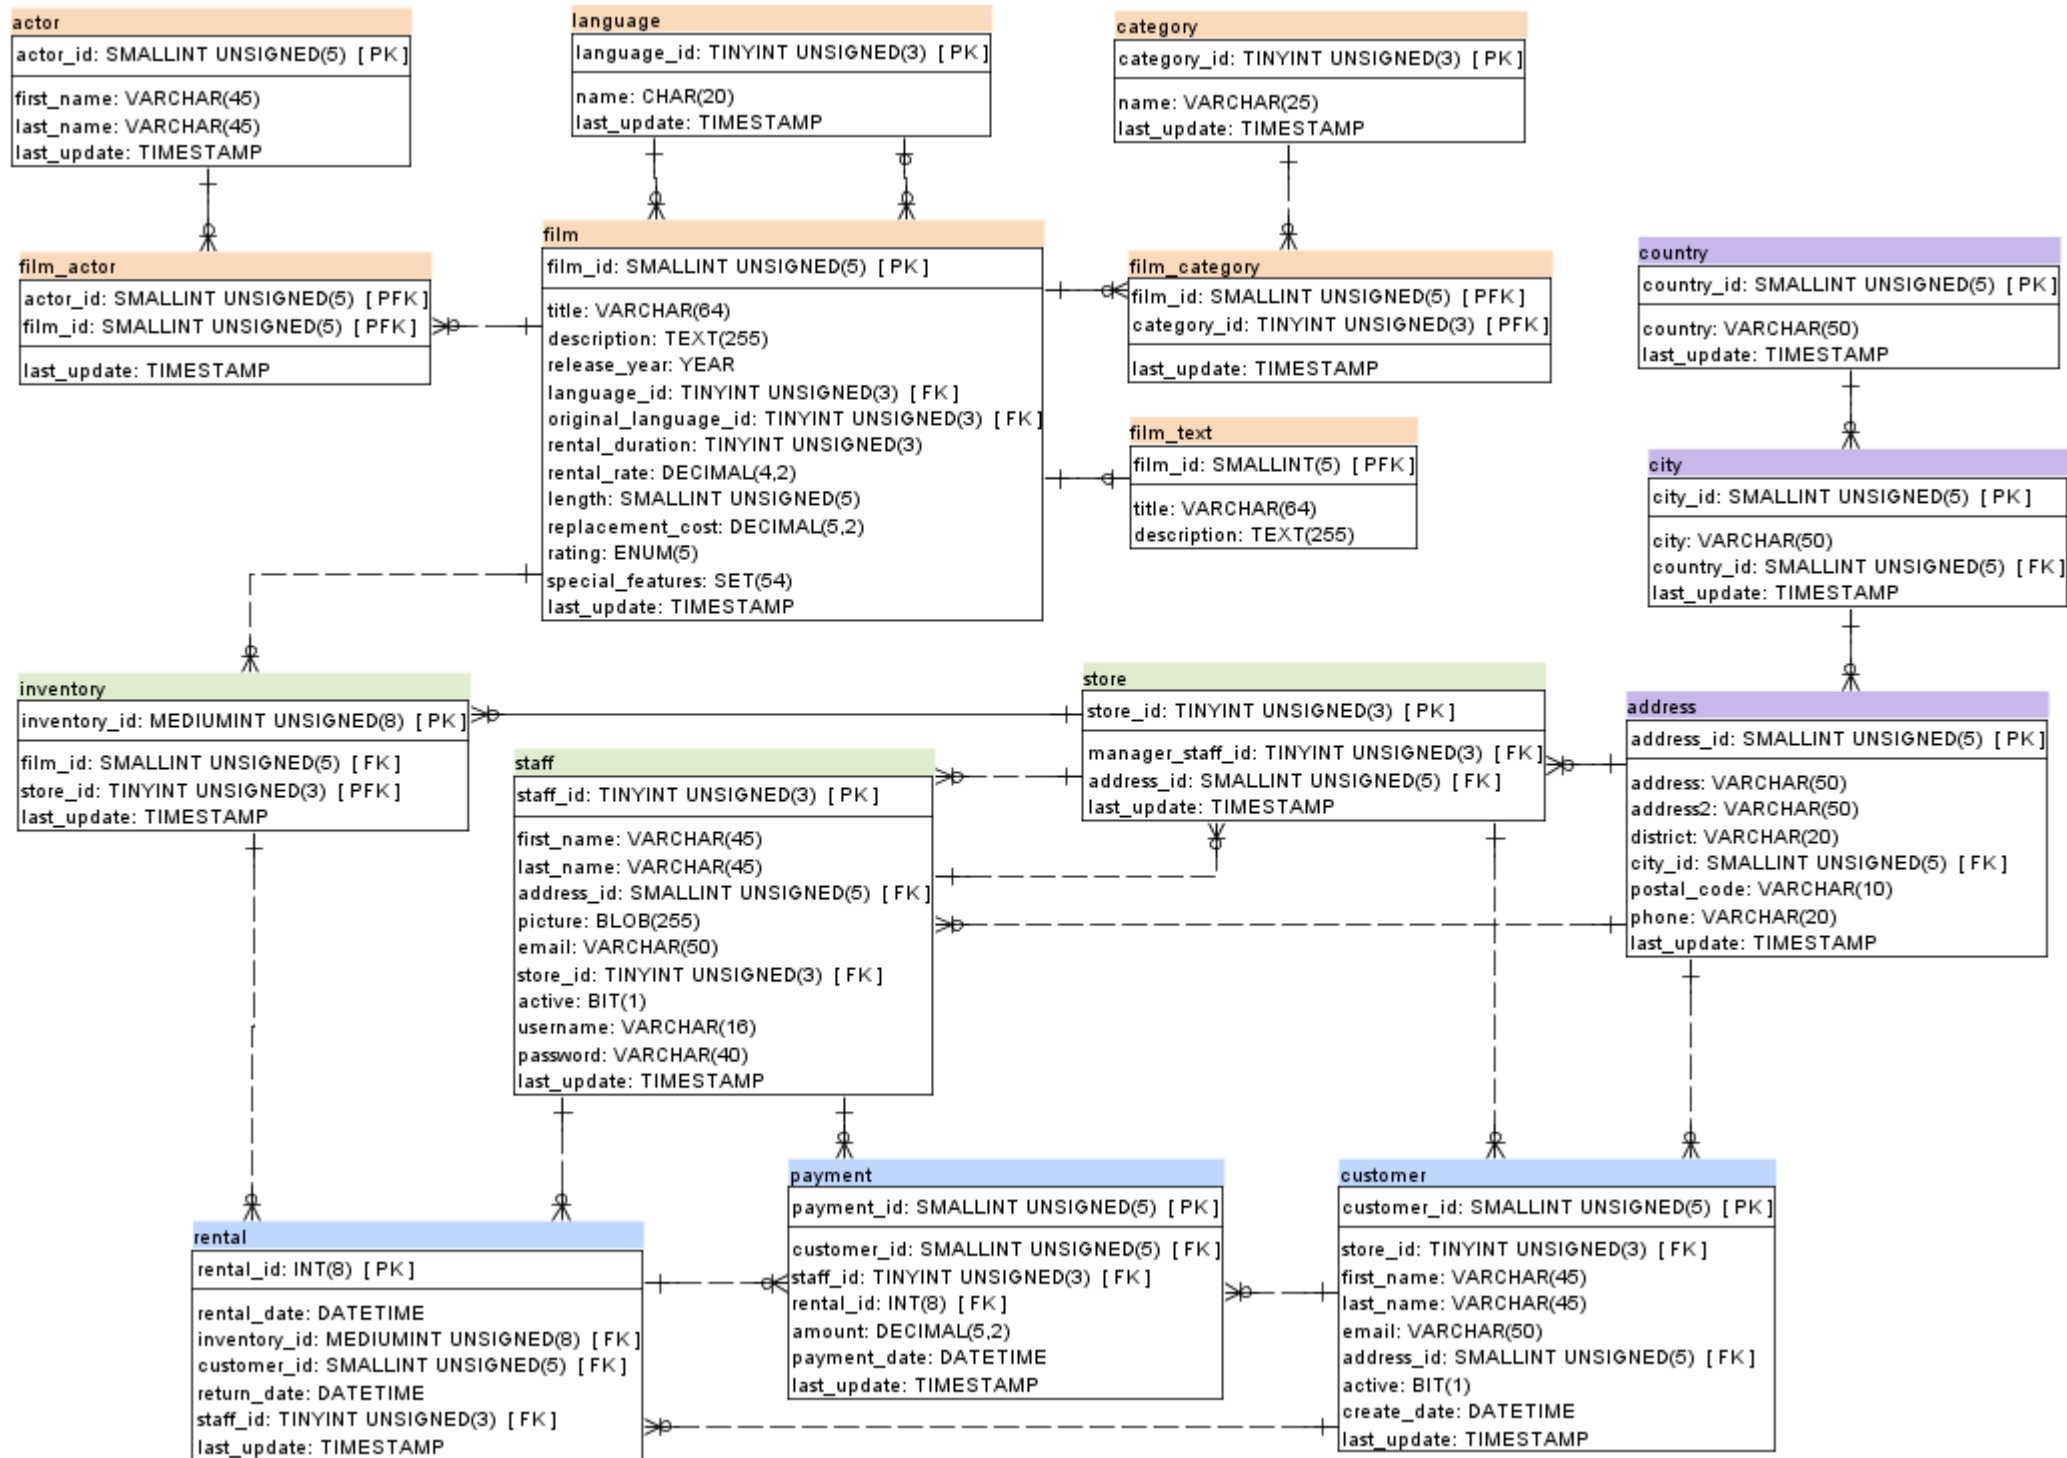 actor
actor_id: SMALLINT UNSIGNED(5) [ PK ]
first_name: VARCHAR(45)
last_name: VARCHAR(45)
last_update: TIMESTAMP
language
language_id: TINYINT UNSIGNED(3) [ PK ]
name: CHAR(20)
last_update: TIMESTAMP
category
category_id: TINYINT UNSIGNED(3) [ PK ]
name: VARCHAR(25)
last_update: TIMESTAMP
film_actor
actor_id: SMALLINT UNSIGNED(5) [ PFK ]
film_id: SMALLINT UNSIGNED(5) [ PFK ]
last_update: TIMESTAMP
film
film_id: SMALLINT UNSIGNED(5) [ PK ]
title: VARCHAR(64)
description: TEXT(255)
release_year: YEAR
language_id: TINYINT UNSIGNED(3) [ FK ]
original_language_id: TINYINT UNSIGNED(3) [ FK ]
rental_duration: TINYINT UNSIGNED(3)
rental_rate: DECIMAL(4,2)
length: SMALLINT UNSIGNED(5)
replacement_cost: DECIMAL(5,2)
rating: ENUM(5)
special_features: SET(54)
last_update: TIMESTAMP
film_category
film_id: SMALLINT UNSIGNED(5) [ PFK ]
category_id: TINYINT UNSIGNED(3) [ PFK ]
last_update: TIMESTAMP
film_text
film_id: SMALLINT(5) [ PFK ]
title: VARCHAR(64)
description: TEXT(255)
country
country_id: SMALLINT UNSIGNED(5) [ PK ]
country: VARCHAR(50)
last_update: TIMESTAMP
city
city_id: SMALLINT UNSIGNED(5) [ PK ]
city: VARCHAR(50)
country_id: SMALLINT UNSIGNED(5) [ FK ]
last_update: TIMESTAMP
inventory
inventory_id: MEDIUMINT UNSIGNED(8) [ PK ]
film_id: SMALLINT UNSIGNED(5) [ FK ]
store_id: TINYINT UNSIGNED(3) [ PFK ]
last_update: TIMESTAMP
staff
staff_id: TINYINT UNSIGNED(3) [ PK ]
first_name: VARCHAR(45)
last_name: VARCHAR(45)
address_id: SMALLINT UNSIGNED(5) [ FK ]
picture: BLOB(255)
email: VARCHAR(50)
store_id: TINYINT UNSIGNED(3) [ FK ]
active: BIT(1)
username: VARCHAR(16)
password: VARCHAR(40)
last_update: TIMESTAMP
store
store_id: TINYINT UNSIGNED(3) [ PK ]
manager_staff_id: TINYINT UNSIGNED(3) [ FK ]
address_id: SMALLINT UNSIGNED(5) [ FK ]
last_update: TIMESTAMP
address
address_id: SMALLINT UNSIGNED(5) [ PK ]
address: VARCHAR(50)
address2: VARCHAR(50)
district: VARCHAR(20)
city_id: SMALLINT UNSIGNED(5) [ FK ]
postal_code: VARCHAR(10)
phone: VARCHAR(20)
last_update: TIMESTAMP
rental
rental_id: INT(8) [ PK ]
rental_date: DATETIME
inventory_id: MEDIUMINT UNSIGNED(8) [ FK ]
customer_id: SMALLINT UNSIGNED(5) [ FK ]
return_date: DATETIME
staff_id: TINYINT UNSIGNED(3) [ FK ]
last_update: TIMESTAMP
payment
payment_id: SMALLINT UNSIGNED(5) [ PK ]
customer_id: SMALLINT UNSIGNED(5) [ FK ]
staff_id: TINYINT UNSIGNED(3) [ FK ]
rental_id: INT(8) [ FK ]
amount: DECIMAL(5,2)
payment_date: DATETIME
last_update: TIMESTAMP
customer
customer_id: SMALLINT UNSIGNED(5) [ PK ]
store_id: TINYINT UNSIGNED(3) [ FK ]
first_name: VARCHAR(45)
last_name: VARCHAR(45)
email: VARCHAR(50)
address_id: SMALLINT UNSIGNED(5) [ FK ]
active: BIT(1)
create_date: DATETIME
last_update: TIMESTAMP